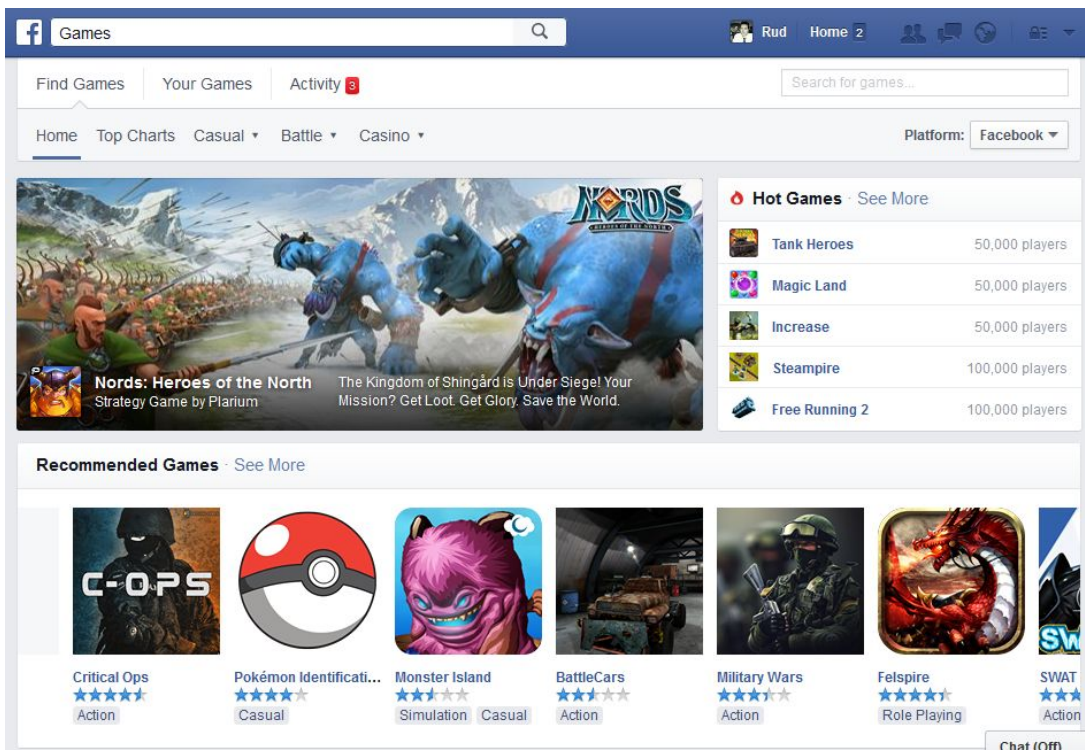 f
Games
Rud
Home 2
Find Games
Your Games
Activity 3
Search for games...
Home
Top Charts
Casual
Battle
Casino
Platform:
Facebook
NORDS
HEROES OF THE NORTH
Nords: Heroes of the North
Strategy Game by Plarium
The Kingdom of Shingård is Under Siege! Your
Mission? Get Loot. Get Glory. Save the World.
Hot Games · See More
Tank Heroes 50,000 players
Magic Land 50,000 players
Increase 50,000 players
Steampire 100,000 players
Free Running 2 100,000 players
Recommended Games · See More
C-OPS
SW
Critical Ops
Action
Pokémon Identificati...
Casual
Monster Island
Simulation Casual
BattleCars
Action
Military Wars
Action
Felspire
Role Playing
SWAT
Action
Chat (Off)